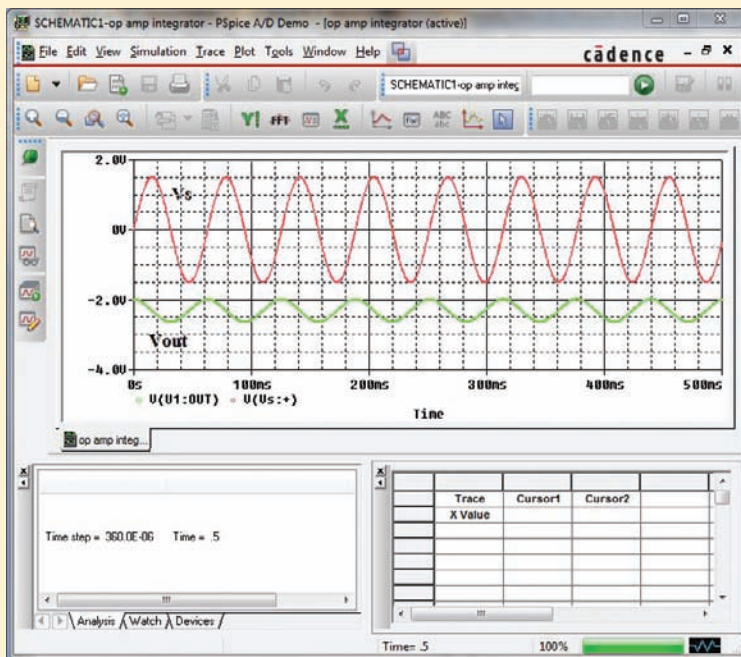 SCHEMATIC1-op amp integrator - PSpice A/D Demo - [op amp integrator (active)]
File Edit View Simulation Trace Plot Tools Window Help
cādence
SCHEMATIC1-op amp integ
FFT
ABC
abc
2.0V
Vs
0V
-2.0V
Vout
-4.0V
0s 100ms 200ms 300ms 400ms 500ms
V(U1:OUT) V(Vs:+)
Time
op amp integ...
Trace Cursor1 Cursor2
X Value
Time step = 360.0E-06 Time = .5
Analysis Watch Devices
Time= .5 100%